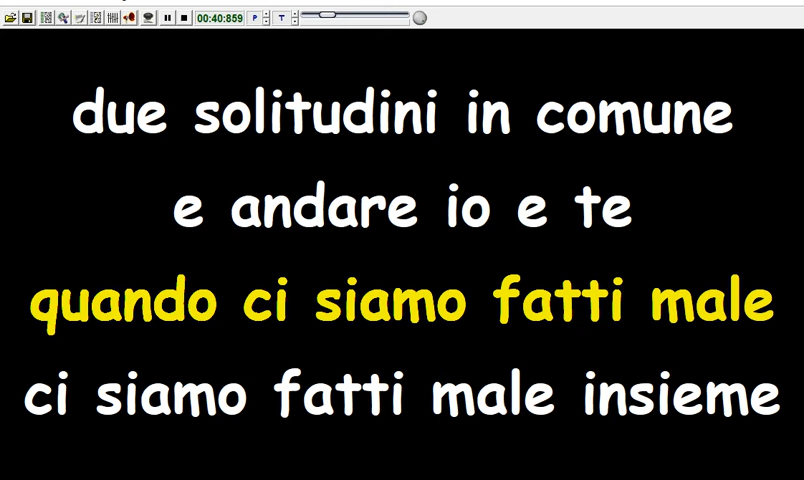 00:40:859 P T
due solitudini in comune
e andare io e te
quando ci siamo fatti male
ci siamo fatti male insieme